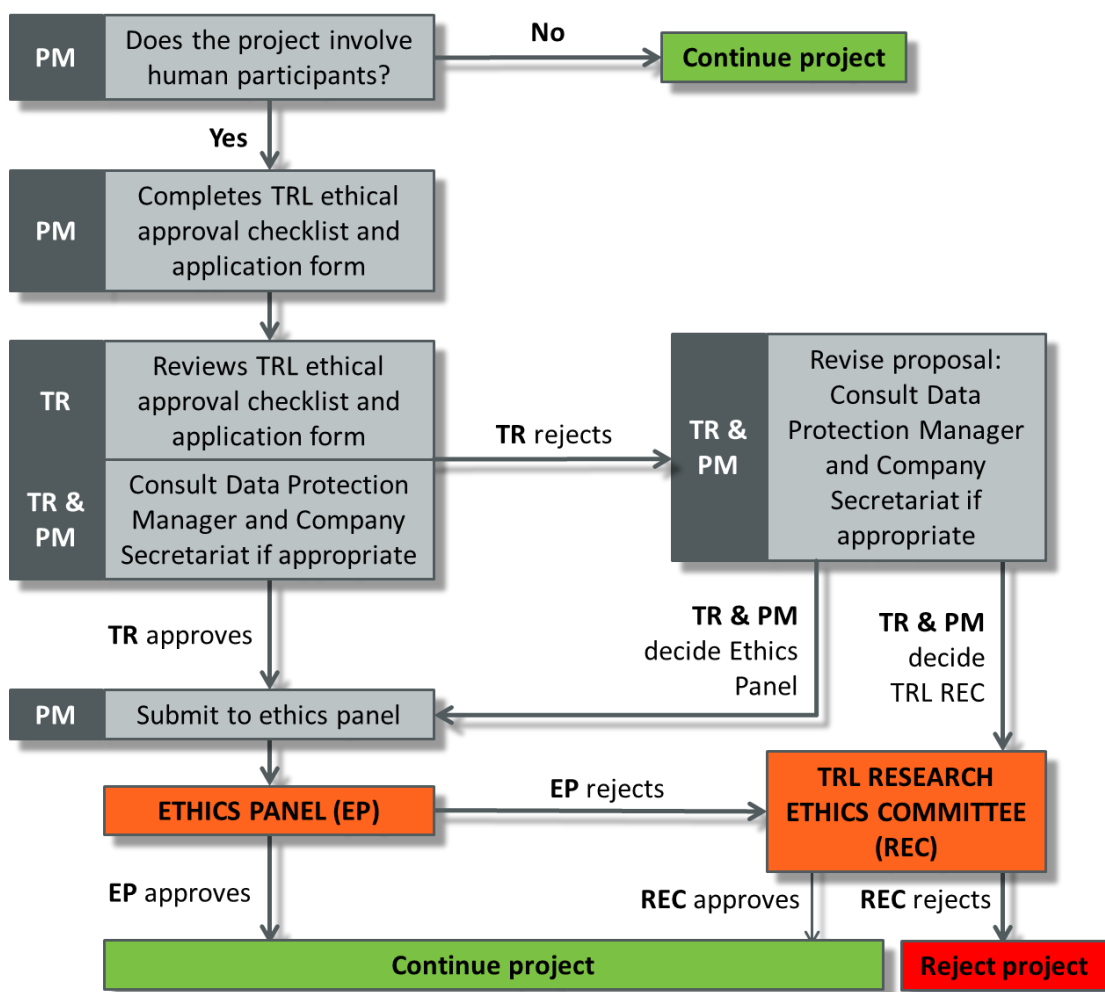 PM
Does the project involve
human participants?
No
Continue project
Yes
PM
Completes TRL ethical
approval checklist and
application form
TR
Reviews TRL ethical
approval checklist and
application form
TR &
PM
Consult Data Protection
Manager and Company
Secretariat if appropriate
TR rejects
TR &
PM
Revise proposal:
Consult Data
Protection Manager
and Company
Secretariat if
appropriate
TR approves
TR & PM
decide Ethics
Panel
TR & PM
decide
TRL REC
PM
Submit to ethics panel
ETHICS PANEL (EP)
EP rejects
TRL RESEARCH
ETHICS COMMITTEE
(REC)
EP approves
REC approves
REC rejects
Continue project
Reject project